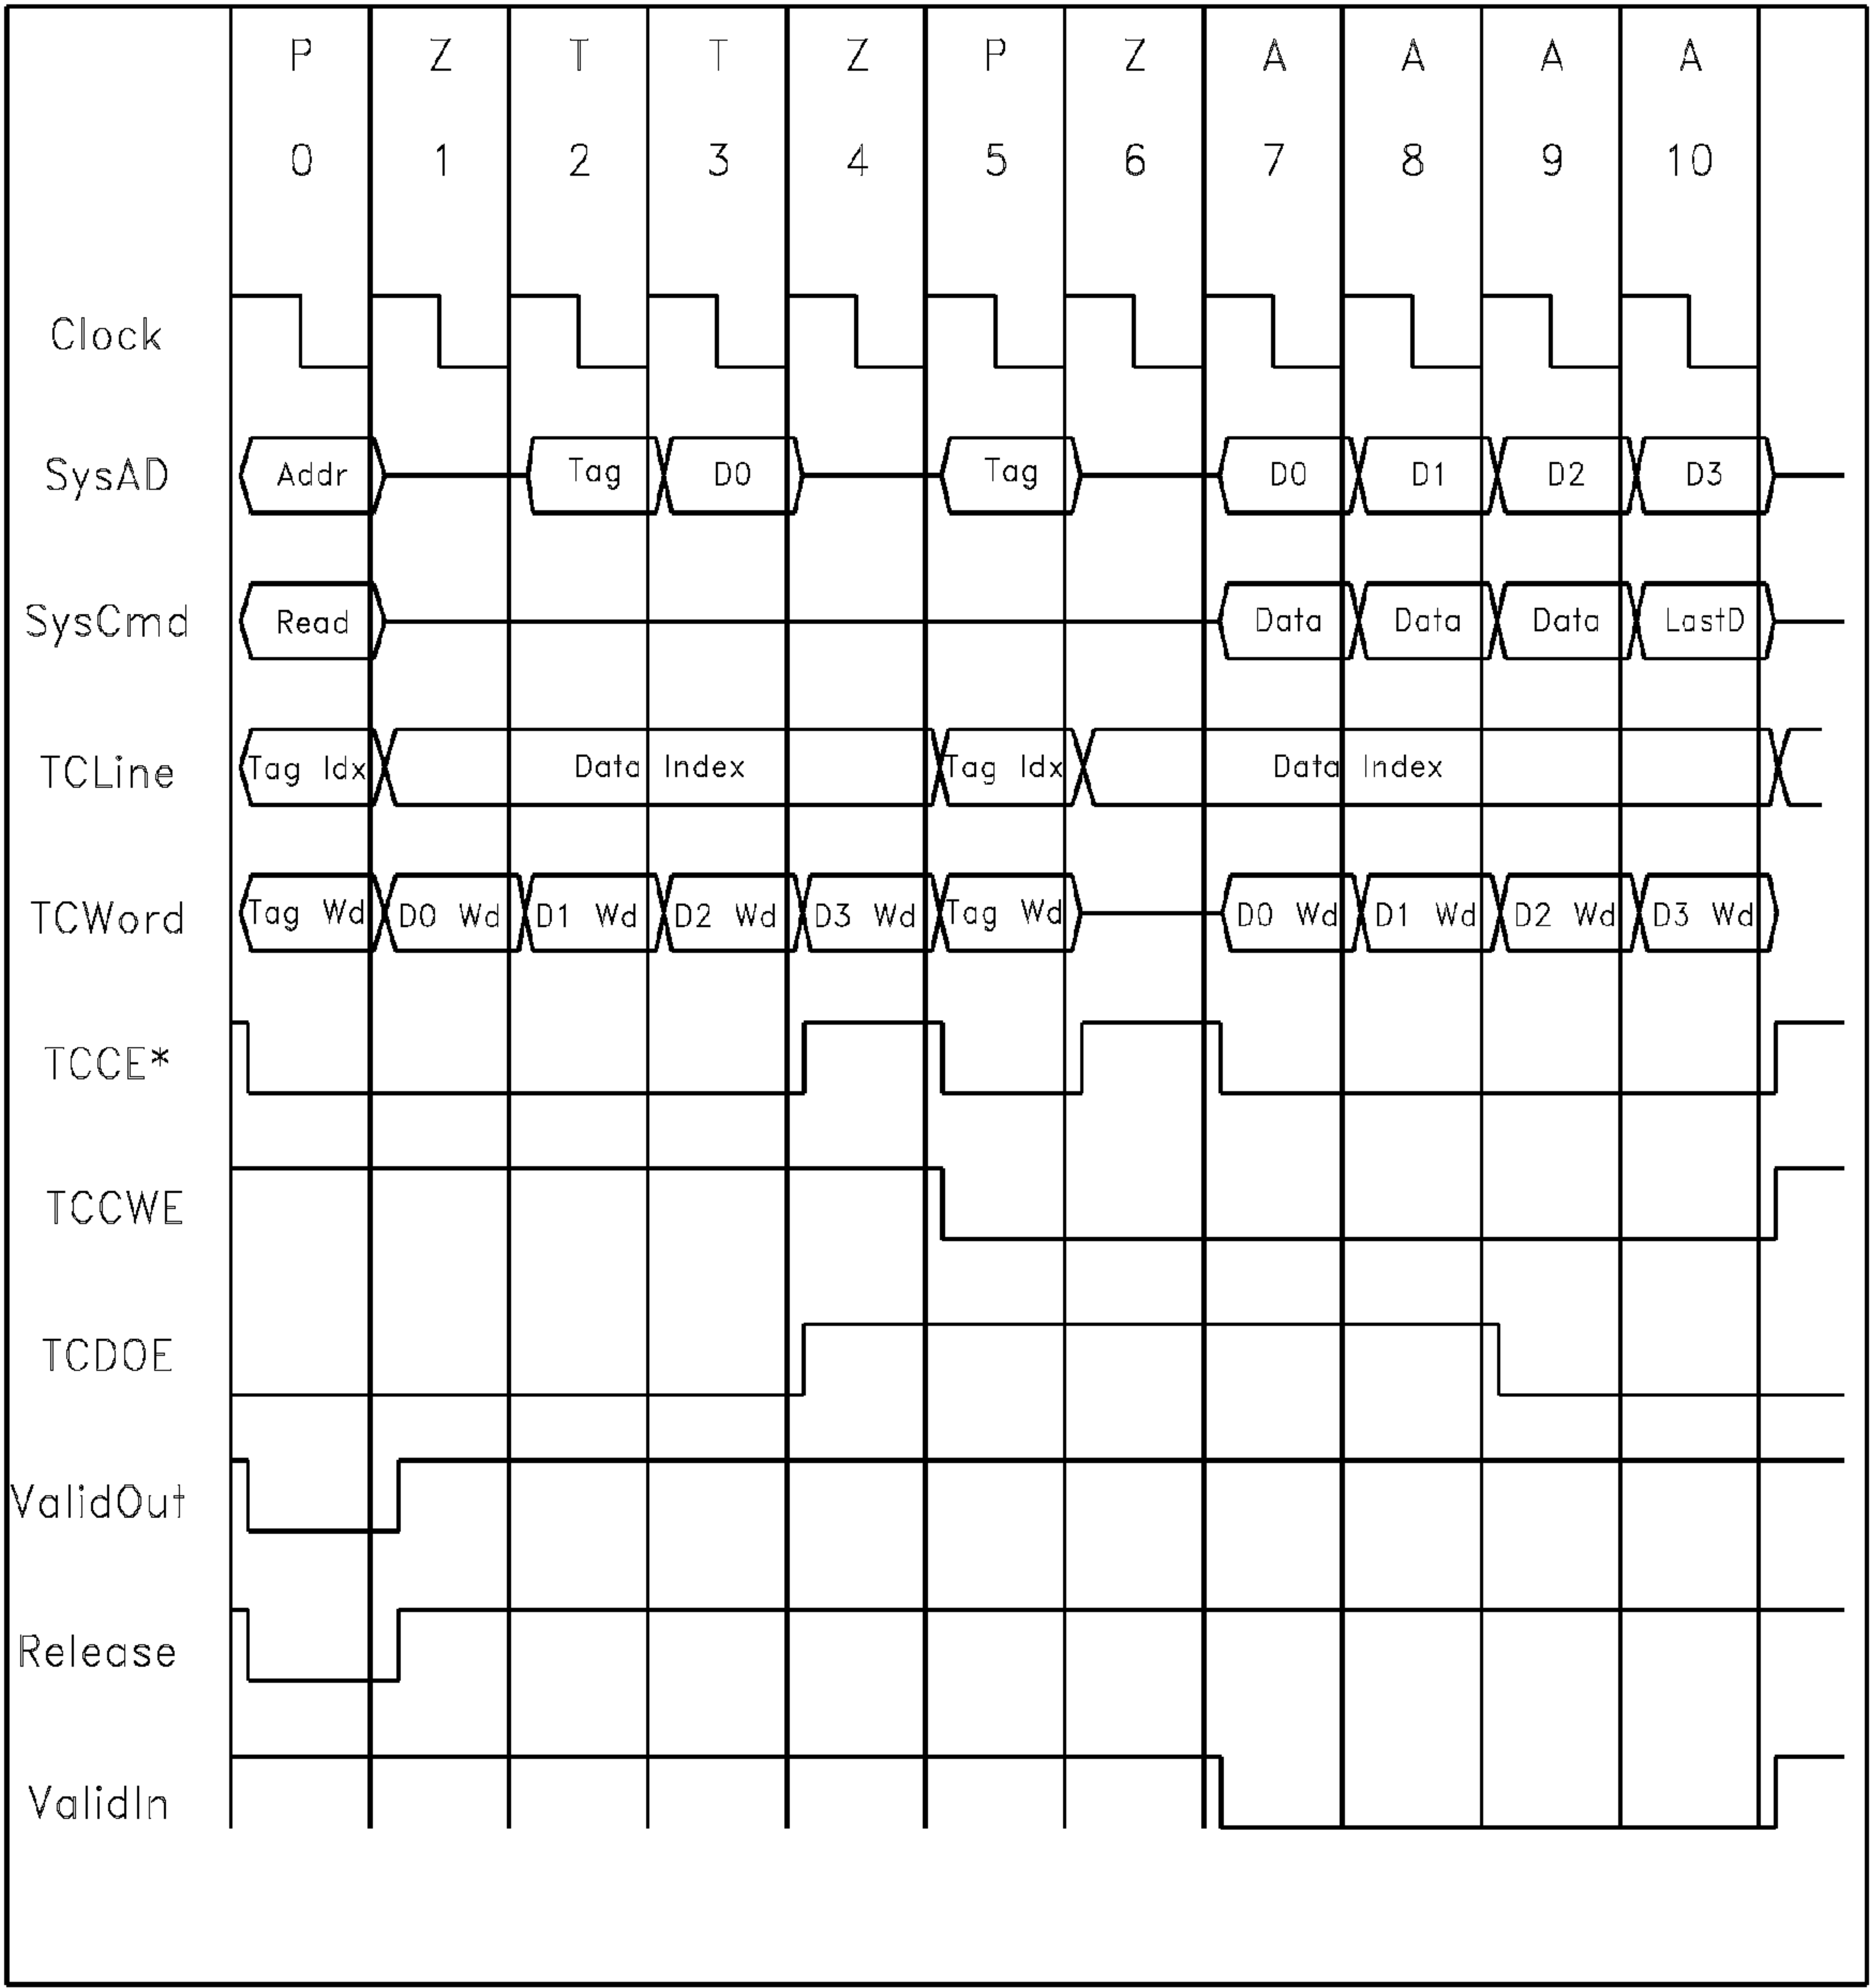 P Z T T Z P Z A A A A
0 1 2 3 4 5 6 7 8 9 10
Clock
SysAD Addr Tag D0 Tag D0 D1 D2 D3
SysCmd Read Data Data Data LastD
TCLine Tag Idx Data Index Tag Idx Data Index
TCWord Tag Wd D0 Wd D1 Wd D2 Wd D3 Wd Tag Wd D0 Wd D1 Wd D2 Wd D3 Wd
TCCE*
TCCWE
TCDOE
ValidOut
Release
ValidIn